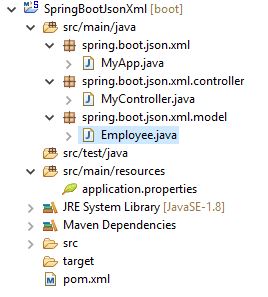 SpringBootJsonXml [boot]
src/main/java
spring.boot.json.xml
MyApp.java
spring.boot.json.xml.controller
MyController.java
spring.boot.json.xml.model
Employee.java
src/test/java
src/main/resources
application.properties
JRE System Library [JavaSE-1.8]
Maven Dependencies
src
target
pom.xml